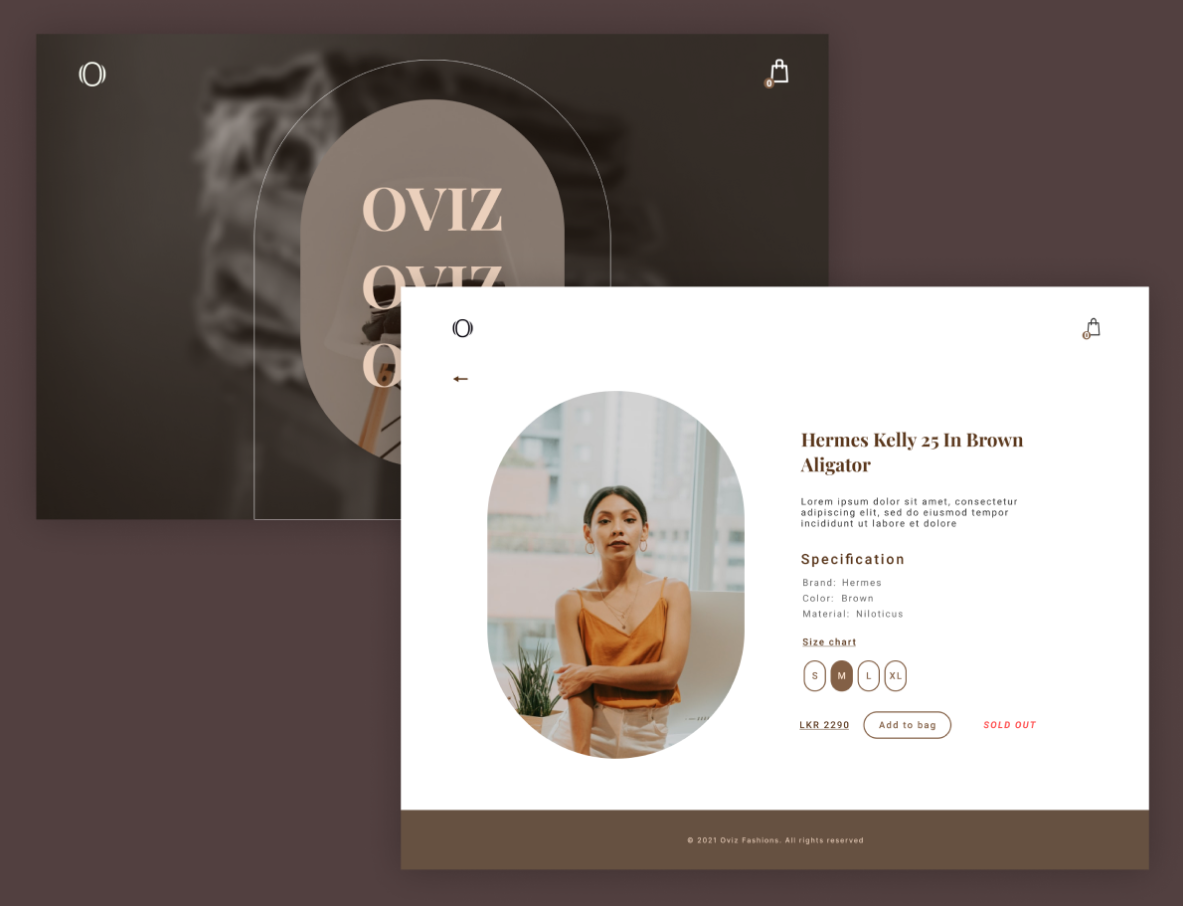 OVIZ
OVIZ
O
0
Hermes Kelly 25 In Brown
Aligator
Lorem ipsum dolor sit amet, consectetur
adipiscing elit, sed do eiusmod tempor
incididunt ut labore et dolore
Specification
Brand: Hermes
Color: Brown
Material: Niloticus
Size chart
S M L XL
LKR 2290 Add to bag SOLD OUT
© 2021 Oviz Fashions. All rights reserved